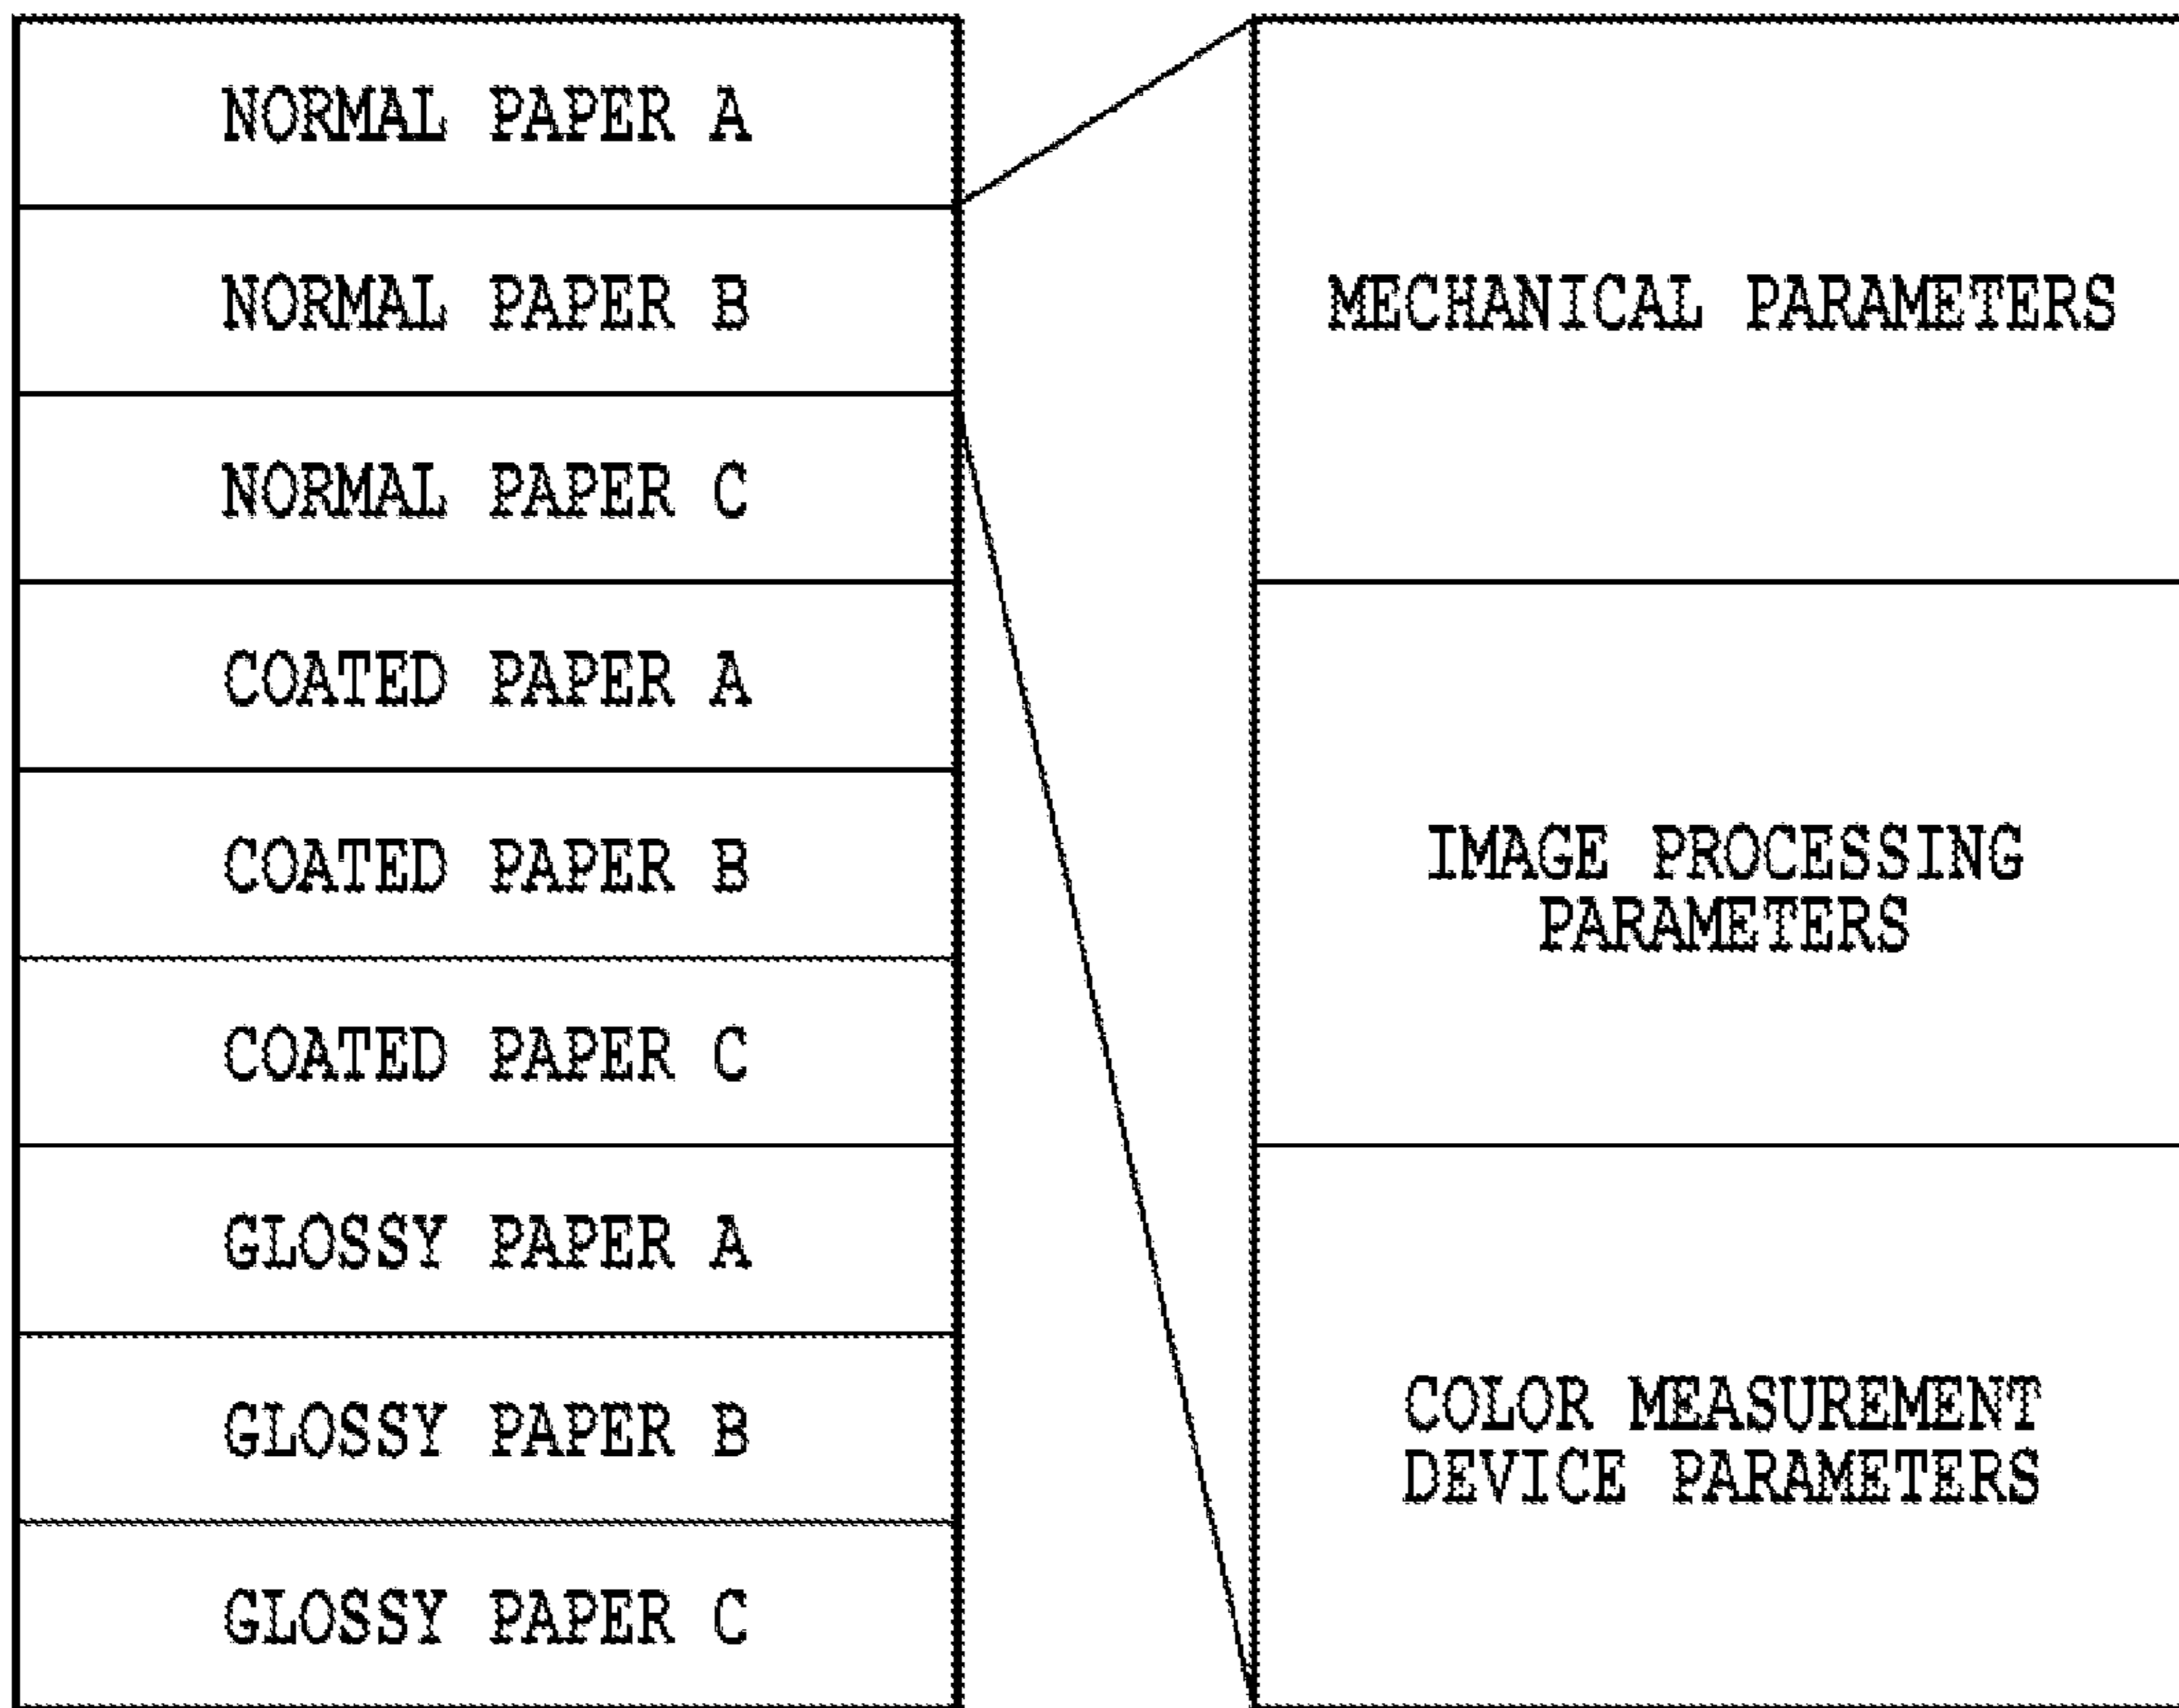 NORMAL PAPER A
NORMAL PAPER B
NORMAL PAPER C
COATED PAPER A
COATED PAPER B
COATED PAPER C
GLOSSY PAPER A
GLOSSY PAPER B
GLOSSY PAPER C
MECHANICAL PARAMETERS
IMAGE PROCESSING
PARAMETERS
COLOR MEASUREMENT
DEVICE PARAMETERS